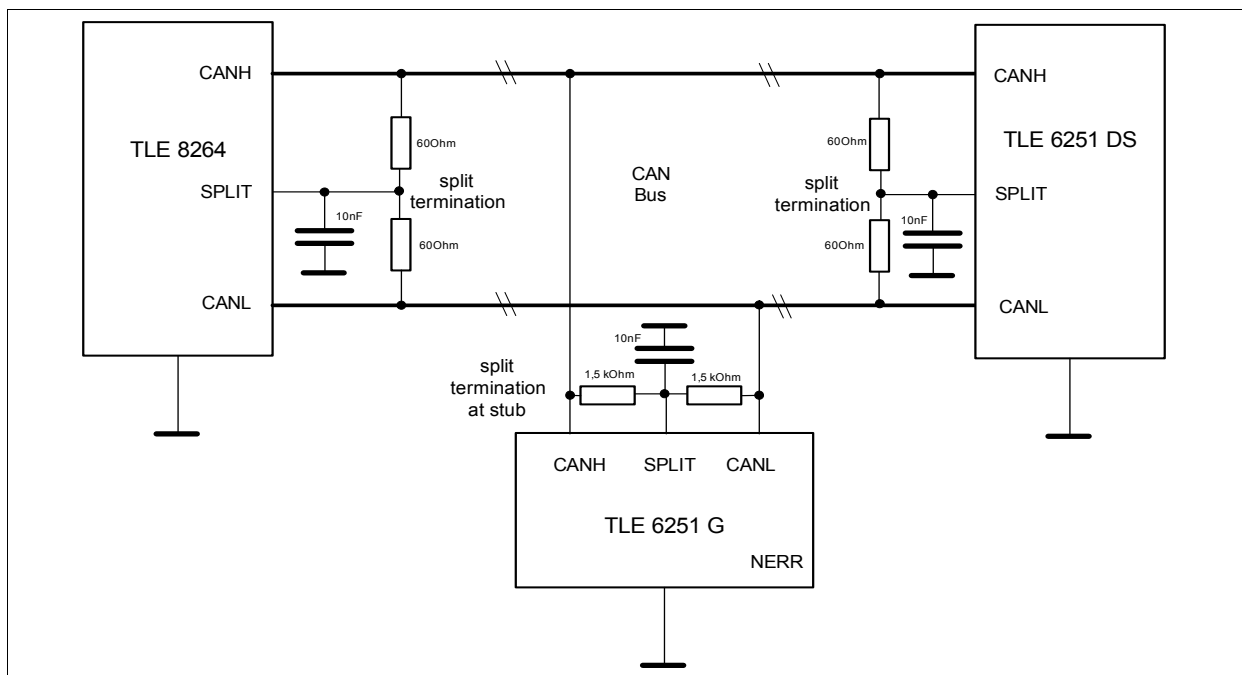 CANH
TLE 8264
SPLIT
10nF
60Ohm
split
termination
60Ohm
CANL
CAN
Bus
60Ohm
split
termination
60Ohm
10nF
CANH
TLE 6251 DS
SPLIT
CANL
split
termination
at stub
10nF
1,5 kOhm
1,5 kOhm
CANH SPLIT CANL
TLE 6251 G
NERR